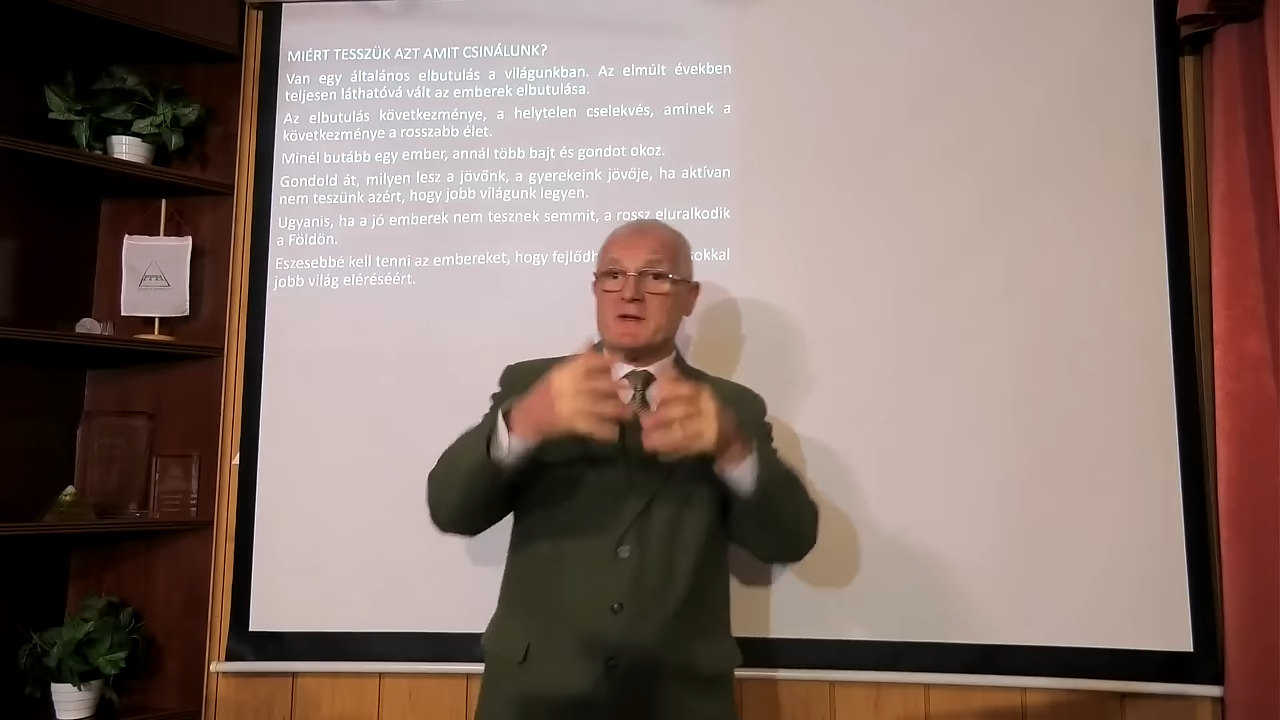 MIÉRT TESSZÜK AZT AMIT CSINÁLUNK?
Van egy általános elbutulás a világunkban. Az elmúlt években
teljesen láthatóvá vált az emberek elbutulása.
Az elbutulás következménye, a helytelen cselekvés, aminek a
következménye a rosszabb élet.
Minél butább egy ember, annál több bajt és gondot okoz.
Gondold át, milyen lesz a jövőnk, a gyerekeink jövője, ha aktívan
nem teszünk azért, hogy jobb világunk legyen.
Ugyanis, ha a jó emberek nem tesznek semmit, a rossz eluralkodik
a Földön.
Eszesebbé kell tenni az embereket, hogy fejlődh sokkal
jobb világ eléréséért.